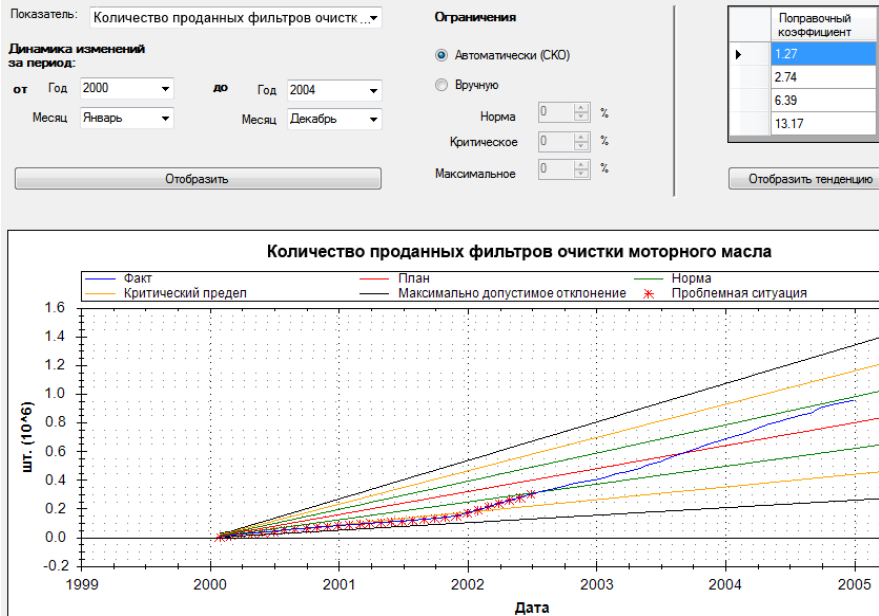 Показатель: Количество проданных фильтров очистк ...
Динамика изменений
за период:
от Год 2000 до Год 2004
Месяц Январь Месяц Декабрь
Отобразить
Ограничения
Автоматически (СКО)
Вручную
Норма 0 %
Критическое 0 %
Максимальное 0 %
Поправочный
коэффициент
1.27
2.74
6.39
13.17
Отобразить тенденцию
Количество проданных фильтров очистки моторного масла
Факт План Норма
Критический предел Максимально допустимое отклонение Проблемная ситуация
шт. (10^6)
1.6
1.4
1.2
1.0
0.8
0.6
0.4
0.2
0.0
-0.2
1999 2000 2001 2002 2003 2004 2005
Дата